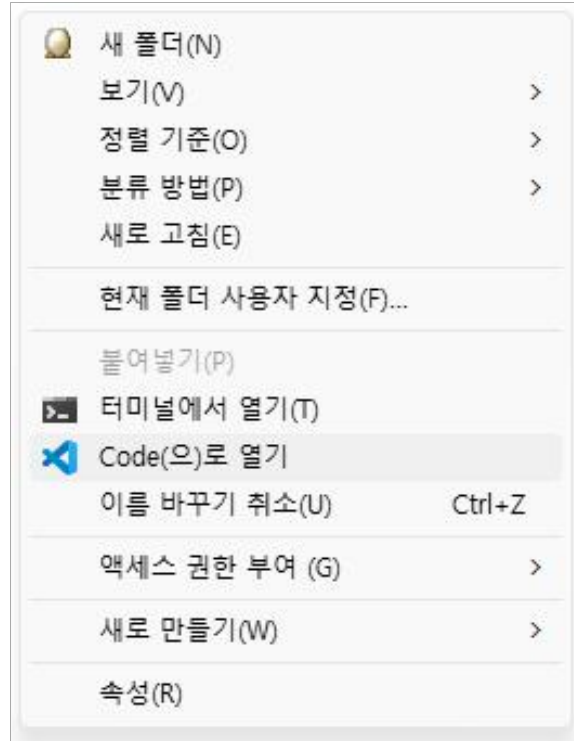 새 폴더(N)
보기(V)
정렬 기준(O)
분류 방법(P)
새로 고침(E)
현재 폴더 사용자 지정(F)...
붙여넣기(P)
터미널에서 열기(T)
Code(으)로 열기
이름 바꾸기 취소(U) Ctrl+Z
액세스 권한 부여 (G)
새로 만들기(W)
속성(R)